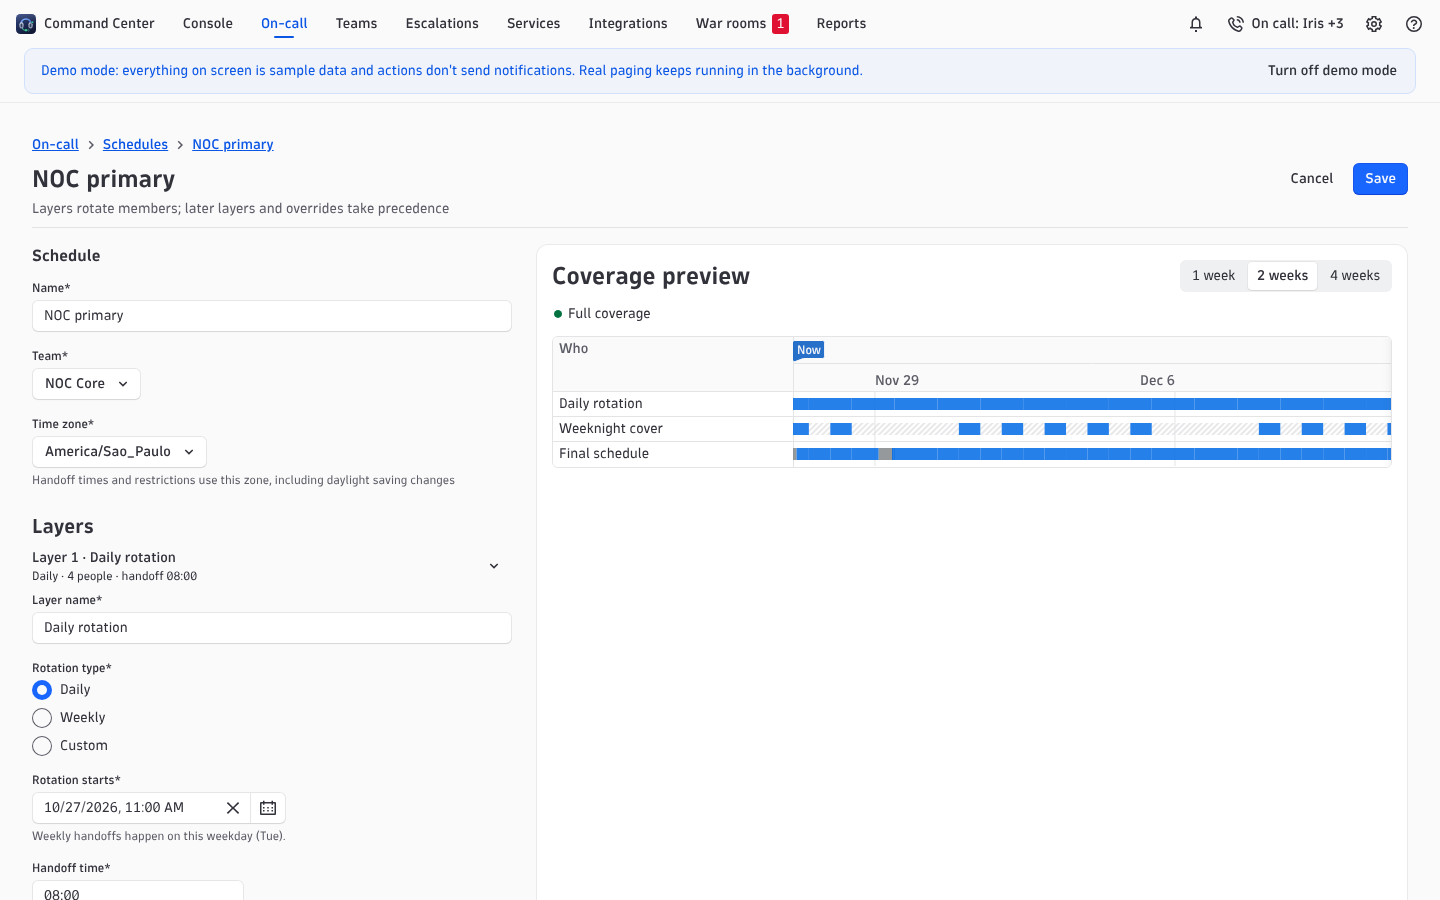 Command Center
Console
On-call
Teams
Escalations
Services
Integrations
War rooms 1
Reports
On call: Iris +3
Demo mode: everything on screen is sample data and actions don't send notifications. Real paging keeps running in the background.
Turn off demo mode
On-call
Schedules
NOC primary
NOC primary
Cancel
Save
Layers rotate members; later layers and overrides take precedence
Schedule
Name*
NOC primary
Team*
NOC Core
Time zone*
America/Sao_Paulo
Handoff times and restrictions use this zone, including daylight saving changes
Layers
Layer 1 · Daily rotation
Daily · 4 people · handoff 08:00
Layer name*
Daily rotation
Rotation type*
Daily
Weekly
Custom
Rotation starts*
10/27/2026, 11:00 AM
Weekly handoffs happen on this weekday (Tue).
Handoff time*
08:00
Coverage preview
1 week
2 weeks
4 weeks
Full coverage
Who
Now
Nov 29
Dec 6
Daily rotation
Weeknight cover
Final schedule